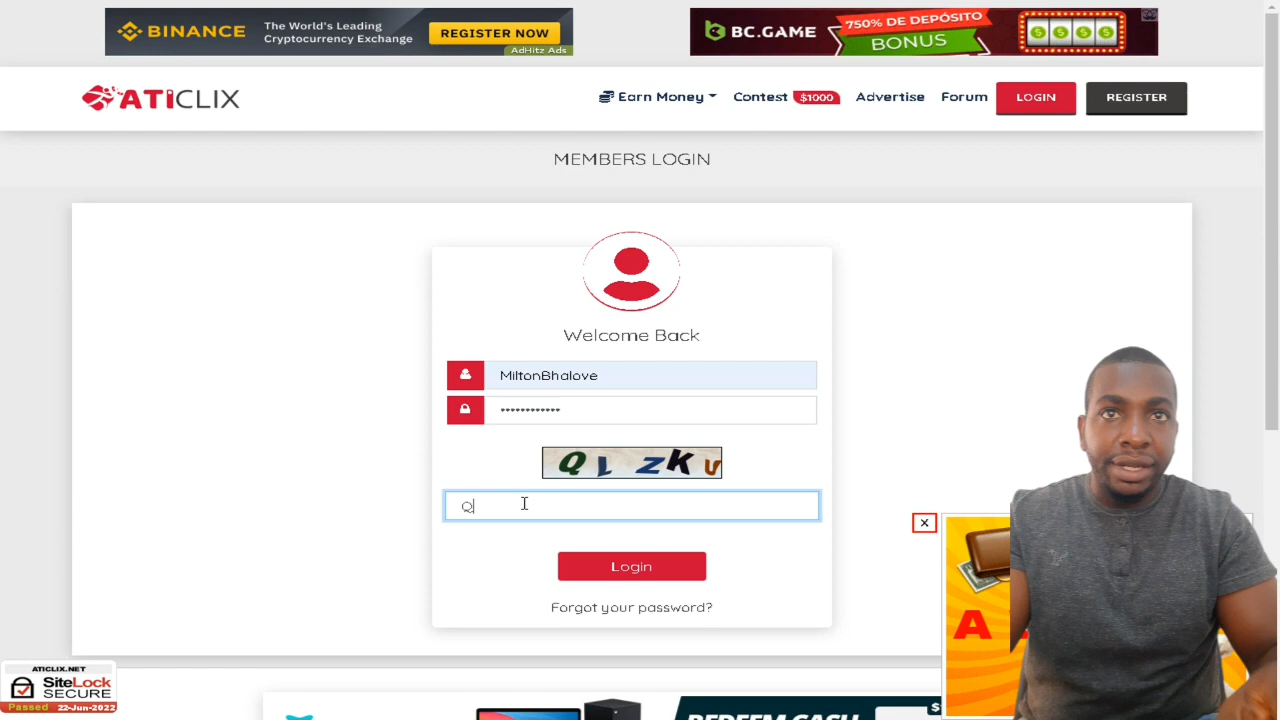 BINANCE
The World's Leading
Cryptocurrency Exchange
REGISTER NOW
AdHitz Ads
BC.GAME
750% DE DEPÓSITO
BONUS
ATICLIX
Earn Money
Contest $1000
Advertise
Forum
LOGIN
REGISTER
MEMBERS LOGIN
Welcome Back
MiltonBhalove
************
Q L Z K U
Q
Login
Forgot your password?
X
A
ATICLIX.NET
SiteLock
SECURE
Passed 22-Jun-2022
REDEEM CASH
$